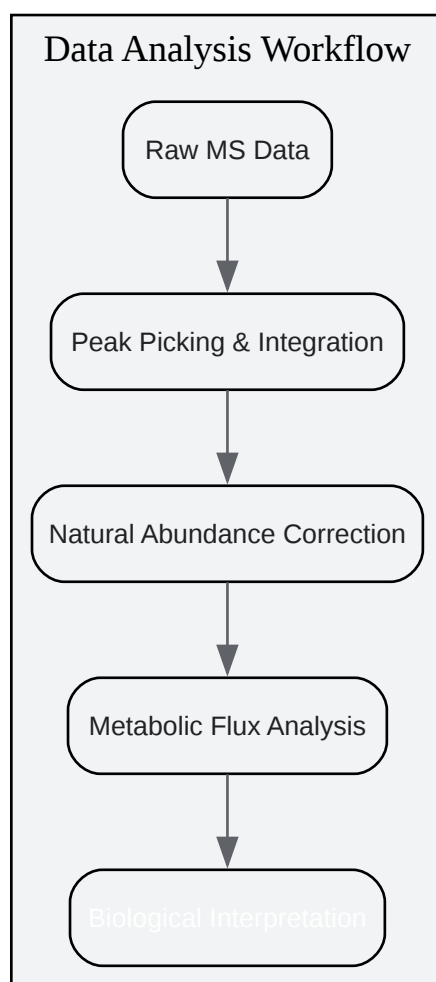 Data Analysis Workflow
Raw MS Data
Peak Picking & Integration
Natural Abundance Correction
Metabolic Flux Analysis
Biological Interpretation